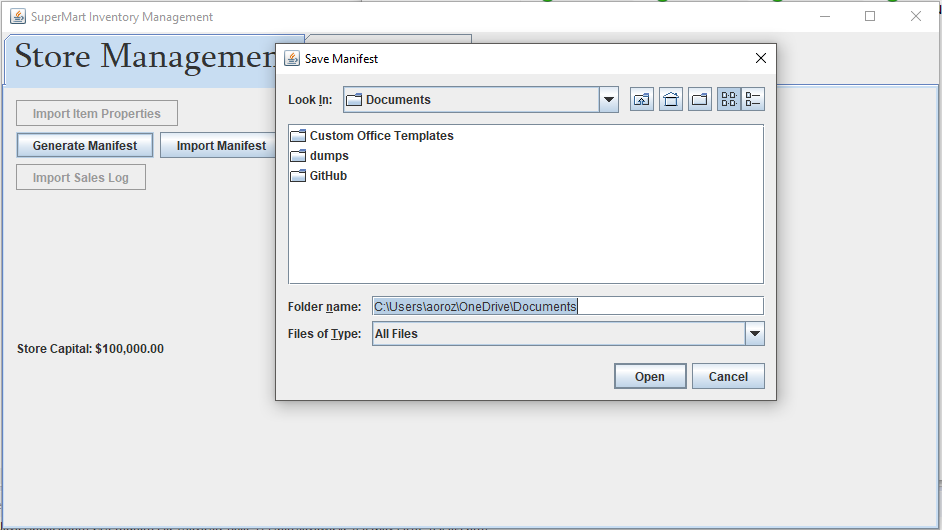 SuperMart Inventory Management
Store Managemen
Import Item Properties
Generate Manifest
Import Manifest
Import Sales Log
Store Capital: $100,000.00
Save Manifest
Look In:
Documents
Custom Office Templates
dumps
GitHub
Folder name:
C:\Users\aoroz\OneDrive\Documents
Files of Type:
All Files
Open
Cancel